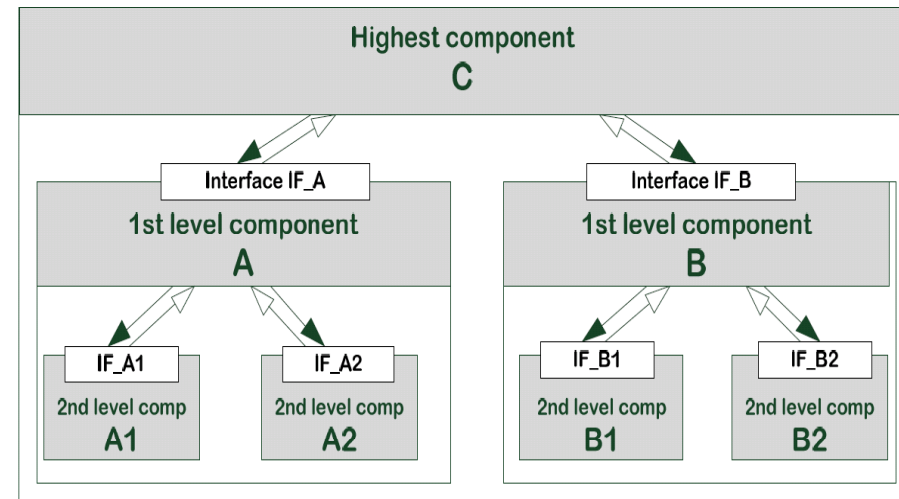 Highest component
C
Interface IF_A
Interface IF_B
1st level component
A
1st level component
B
IF_A1
IF_A2
IF_B1
IF_B2
2nd level comp
A1
2nd level comp
A2
2nd level comp
B1
2nd level comp
B2